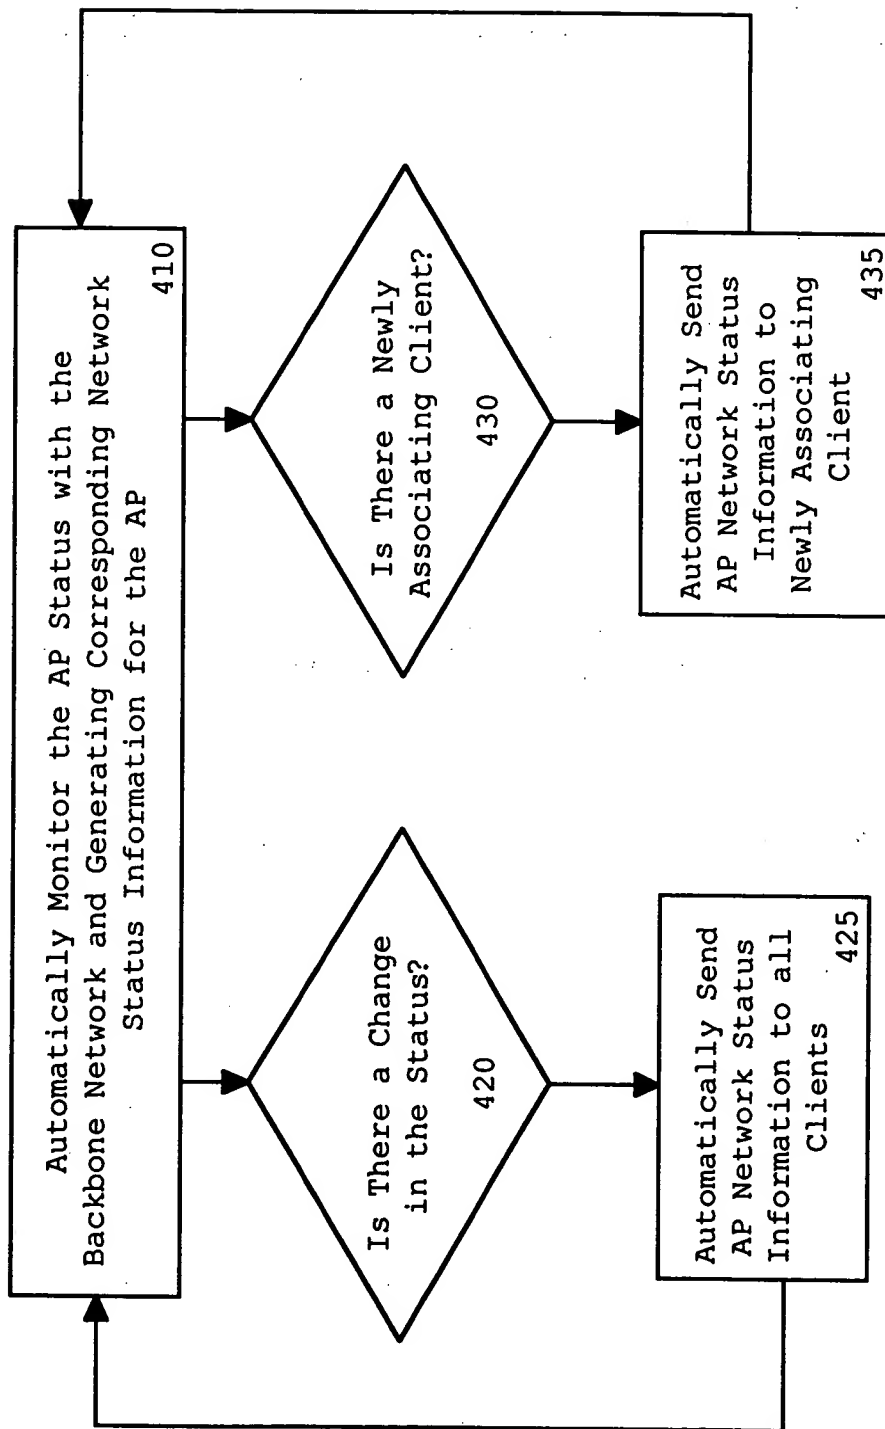 Automatically Monitor the AP Status with the
Backbone Network and Generating Corresponding Network
Status Information for the AP
410
Is There a Change
in the Status?
420
Automatically Send
AP Network Status
Information to all
Clients
425
Is There a Newly
Associating Client?
430
Automatically Send
AP Network Status
Information to
Newly Associating
Client
435